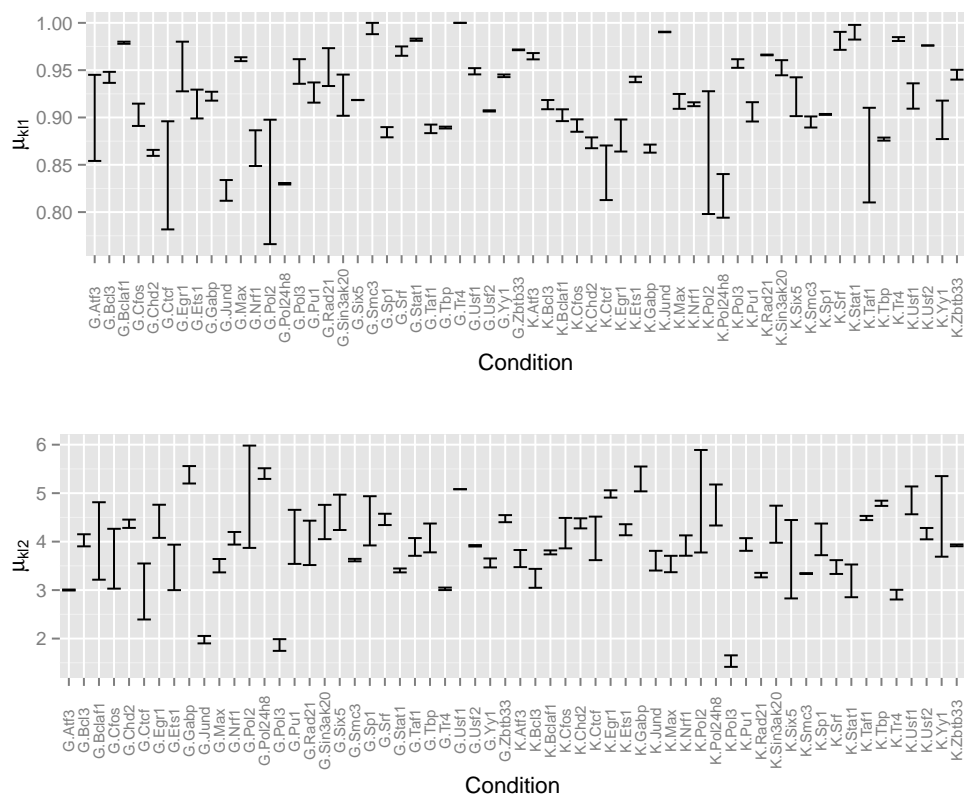 1.00
0.95
0.90
0.85
0.80
μkl1
G.Atf3
G.Bcl3
G.Bclaf1
G.Cfos
G.Chd2
G.Ctcf
G.Egr1
G.Ets1
G.Gabp
G.Jund
G.Max
G.Nrf1
G.Pol2
G.Pol24h8
G.Pol3
G.Pu1
G.Rad21
G.Sin3ak20
G.Six5
G.Smc3
G.Sp1
G.Srf
G.Stat1
G.Taf1
G.Tbp
G.Tr4
G.Usf1
G.Usf2
G.Yy1
G.Zbtb33
K.Atf3
K.Bcl3
K.Bclaf1
K.Cfos
K.Chd2
K.Ctcf
K.Egr1
K.Ets1
K.Gabp
K.Jund
K.Max
K.Nrf1
K.Pol2
K.Pol24h8
K.Pol3
K.Pu1
K.Rad21
K.Sin3ak20
K.Six5
K.Smc3
K.Sp1
K.Srf
K.Stat1
K.Taf1
K.Tbp
K.Tr4
K.Usf1
K.Usf2
K.Yy1
K.Zbtb33
Condition
6
5
4
3
2
μkl2
G.Atf3
G.Bcl3
G.Bclaf1
G.Cfos
G.Chd2
G.Ctcf
G.Egr1
G.Ets1
G.Gabp
G.Jund
G.Max
G.Nrf1
G.Pol2
G.Pol24h8
G.Pol3
G.Pu1
G.Rad21
G.Sin3ak20
G.Six5
G.Smc3
G.Sp1
G.Srf
G.Stat1
G.Taf1
G.Tbp
G.Tr4
G.Usf1
G.Usf2
G.Yy1
G.Zbtb33
K.Atf3
K.Bcl3
K.Bclaf1
K.Cfos
K.Chd2
K.Ctcf
K.Egr1
K.Ets1
K.Gabp
K.Jund
K.Max
K.Nrf1
K.Pol2
K.Pol24h8
K.Pol3
K.Pu1
K.Rad21
K.Sin3ak20
K.Six5
K.Smc3
K.Sp1
K.Srf
K.Stat1
K.Taf1
K.Tbp
K.Tr4
K.Usf1
K.Usf2
K.Yy1
K.Zbtb33
Condition